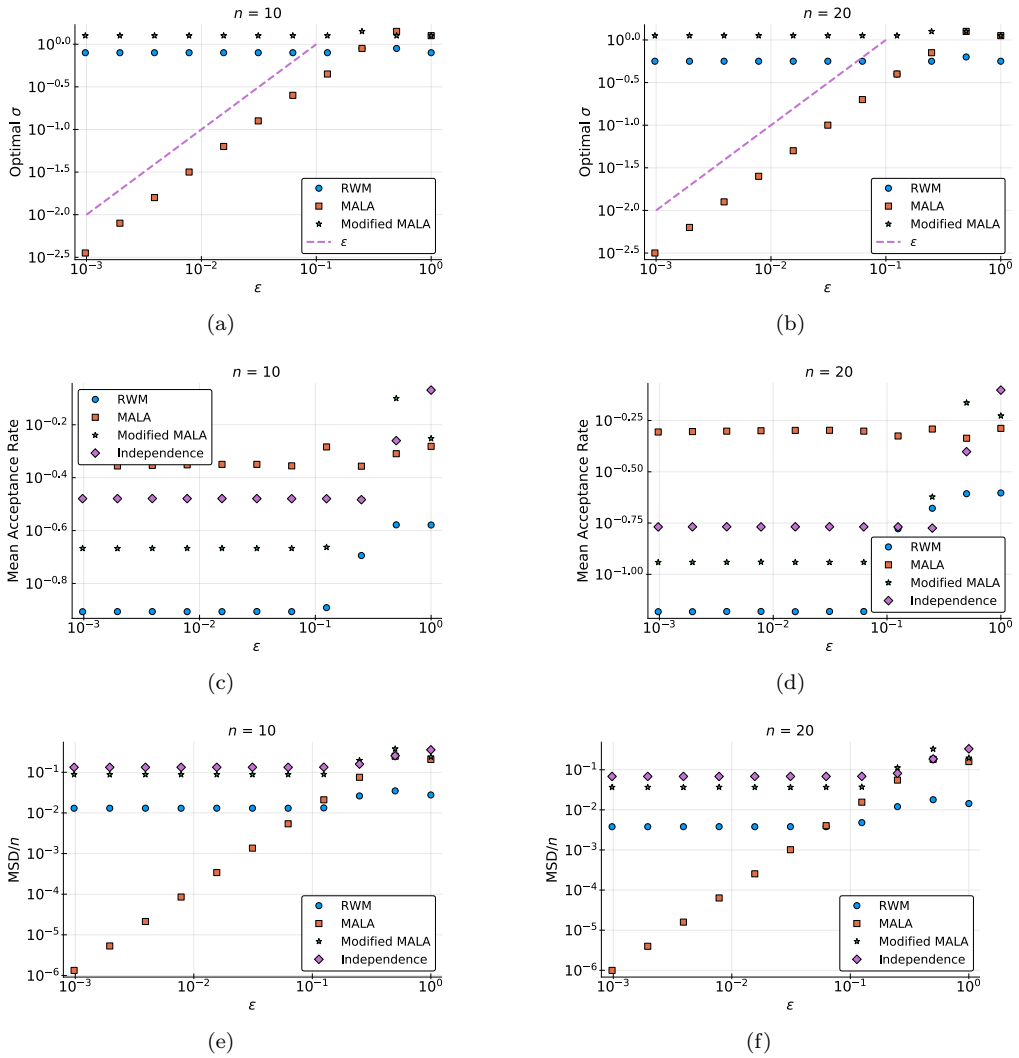 n = 10
Optimal σ
10^0.0
10^−0.5
10^−1.0
10^−1.5
10^−2.0
10^−2.5
RWM
MALA
Modified MALA
ε
10^−3
10^−2
10^−1
10^0
ε
(a)
n = 20
Optimal σ
10^0.0
10^−0.5
10^−1.0
10^−1.5
10^−2.0
10^−2.5
RWM
MALA
Modified MALA
ε
10^−3
10^−2
10^−1
10^0
ε
(b)
n = 10
Mean Acceptance Rate
10^−0.2
10^−0.4
10^−0.6
10^−0.8
RWM
MALA
Modified MALA
Independence
10^−3
10^−2
10^−1
10^0
ε
(c)
n = 20
Mean Acceptance Rate
10^−0.25
10^−0.50
10^−0.75
10^−1.00
RWM
MALA
Modified MALA
Independence
10^−3
10^−2
10^−1
10^0
ε
(d)
n = 10
MSD/n
10^−1
10^−2
10^−3
10^−4
10^−5
10^−6
RWM
MALA
Modified MALA
Independence
10^−3
10^−2
10^−1
10^0
ε
(e)
n = 20
MSD/n
10^−1
10^−2
10^−3
10^−4
10^−5
10^−6
RWM
MALA
Modified MALA
Independence
10^−3
10^−2
10^−1
10^0
ε
(f)